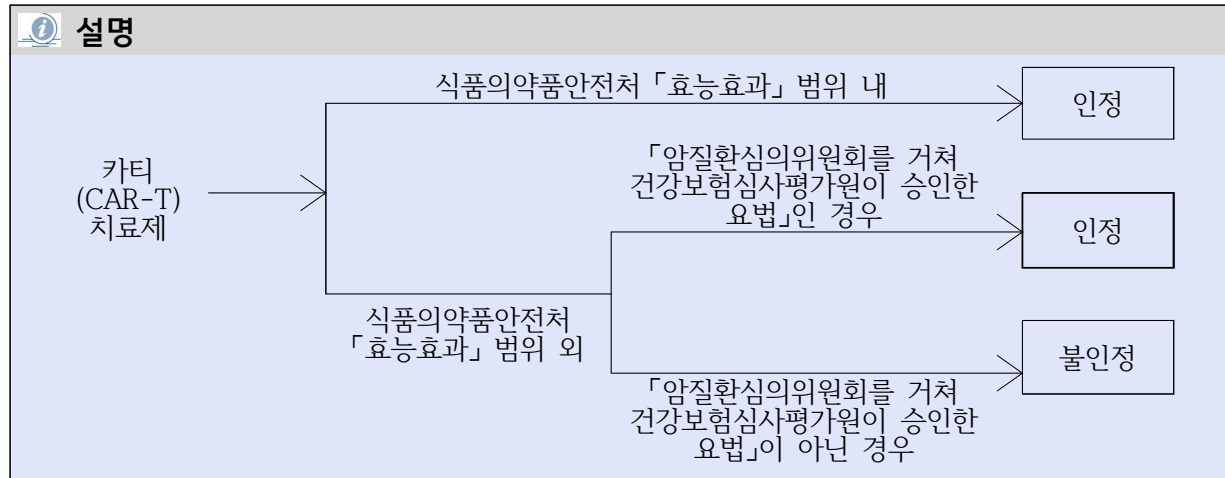 설명
식품의약품안전처 「효능효과」 범위 내
인정
카티
(CAR-T)
치료제
「암질환심의위원회를 거쳐
건강보험심사평가원이 승인한
요법」인 경우
인정
식품의약품안전처
「효능효과」 범위 외
불인정
「암질환심의위원회를 거쳐
건강보험심사평가원이 승인한
요법」이 아닌 경우